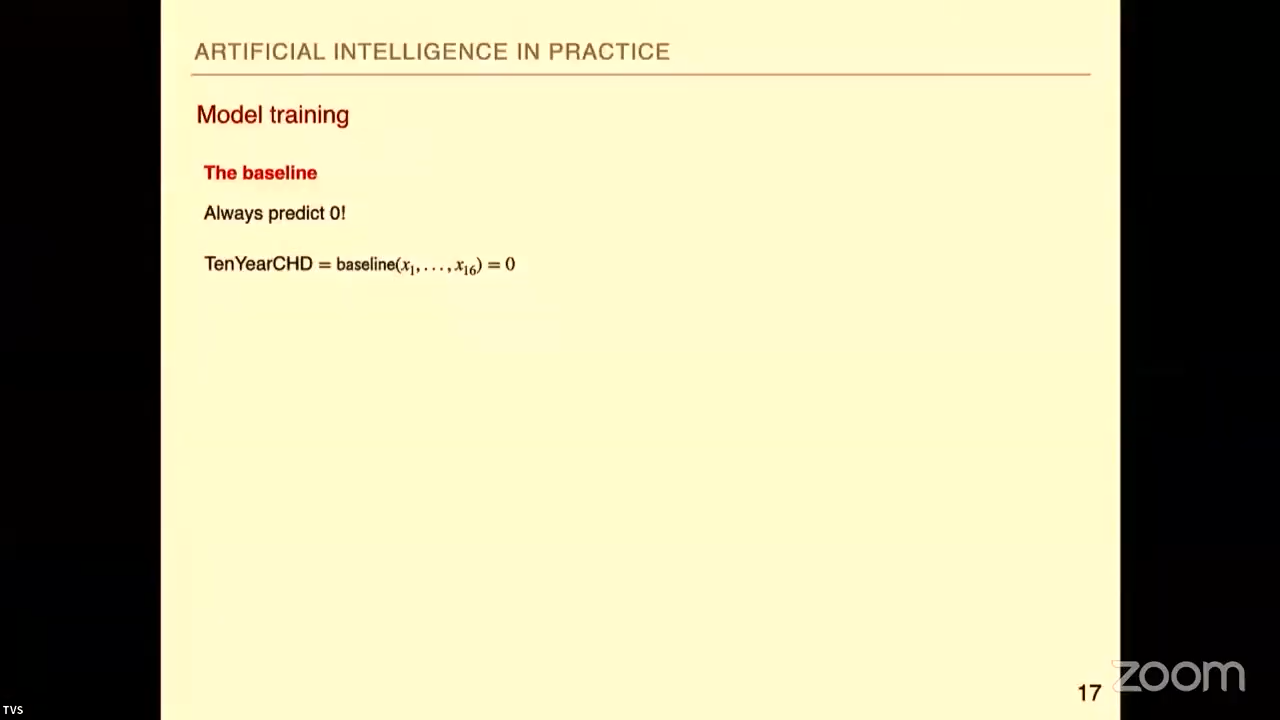 ARTIFICIAL INTELLIGENCE IN PRACTICE
Model training
The baseline
Always predict 0!
TenYearCHD = baseline(x₁, . . . , x₁₆) = 0
17
zoom
TVS